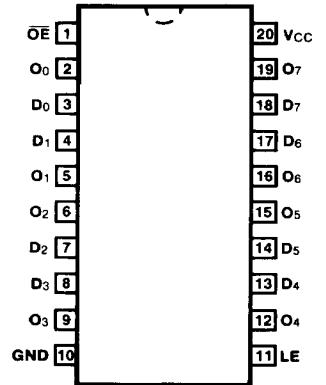 O̅E̅ 1 20 VCC
O0 2 19 O7
D0 3 18 D7
D1 4 17 D6
O1 5 16 O6
O2 6 15 O5
D2 7 14 D5
D3 8 13 D4
O3 9 12 O4
GND 10 11 LE